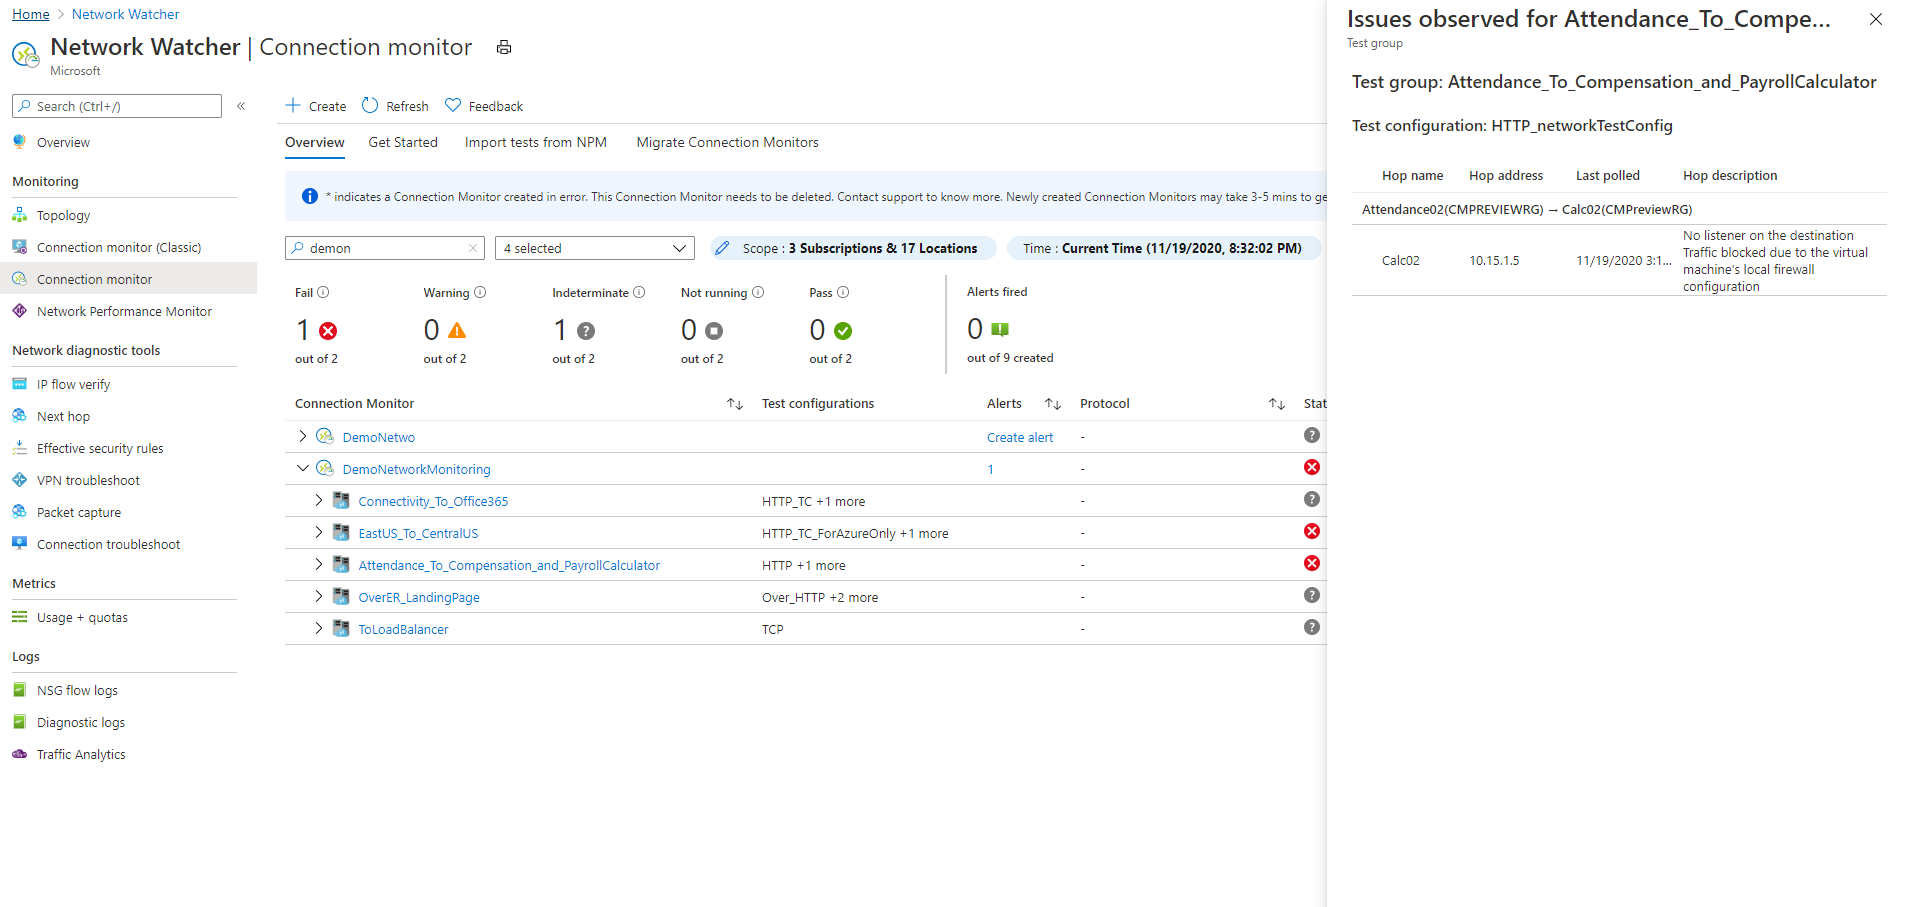 Home > Network Watcher
Network Watcher | Connection monitor
Microsoft
Search (Ctrl+/)
«
Overview
Monitoring
Topology
Connection monitor (Classic)
Connection monitor
Network Performance Monitor
Network diagnostic tools
IP flow verify
Next hop
Effective security rules
VPN troubleshoot
Packet capture
Connection troubleshoot
Metrics
Usage + quotas
Logs
NSG flow logs
Diagnostic logs
Traffic Analytics
Create Refresh Feedback
Overview Get Started Import tests from NPM Migrate Connection Monitors
* indicates a Connection Monitor created in error. This Connection Monitor needs to be deleted. Contact support to know more. Newly created Connection Monitors may take 3-5 mins to ge
demon 4 selected Scope : 3 Subscriptions & 17 Locations Time : Current Time (11/19/2020, 8:32:02 PM)
Fail Warning Indeterminate Not running Pass Alerts fired
1 0 1 0 0 0
out of 2 out of 2 out of 2 out of 2 out of 2 out of 9 created
Connection Monitor Test configurations Alerts Protocol Stat
DemoNetwo Create alert -
DemoNetworkMonitoring 1 -
Connectivity_To_Office365 HTTP_TC +1 more -
EastUS_To_CentralUS HTTP_TC_ForAzureOnly +1 more -
Attendance_To_Compensation_and_PayrollCalculator HTTP +1 more -
OverER_LandingPage Over_HTTP +2 more -
ToLoadBalancer TCP -
Issues observed for Attendance_To_Compe...
Test group
Test group: Attendance_To_Compensation_and_PayrollCalculator
Test configuration: HTTP_networkTestConfig
Hop name Hop address Last polled Hop description
Attendance02(CMPREVIEWRG) → Calc02(CMPreviewRG)
Calc02 10.15.1.5 11/19/2020 3:1... No listener on the destination
Traffic blocked due to the virtual
machine's local firewall
configuration